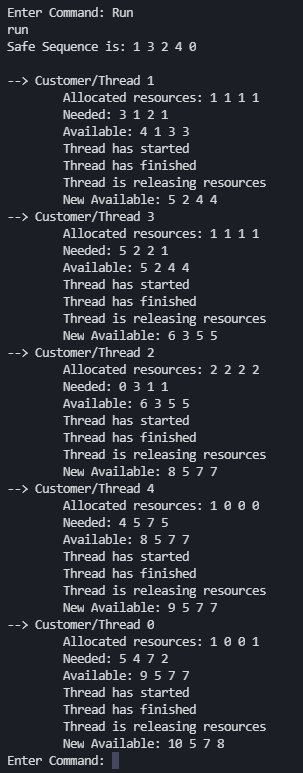 Enter Command: Run
run
Safe Sequence is: 1 3 2 4 0
--> Customer/Thread 1
Allocated resources: 1 1 1 1
Needed: 3 1 2 1
Available: 4 1 3 3
Thread has started
Thread has finished
Thread is releasing resources
New Available: 5 2 4 4
--> Customer/Thread 3
Allocated resources: 1 1 1 1
Needed: 5 2 2 1
Available: 5 2 4 4
Thread has started
Thread has finished
Thread is releasing resources
New Available: 6 3 5 5
--> Customer/Thread 2
Allocated resources: 2 2 2 2
Needed: 0 3 1 1
Available: 6 3 5 5
Thread has started
Thread has finished
Thread is releasing resources
New Available: 8 5 7 7
--> Customer/Thread 4
Allocated resources: 1 0 0 0
Needed: 4 5 7 5
Available: 8 5 7 7
Thread has started
Thread has finished
Thread is releasing resources
New Available: 9 5 7 7
--> Customer/Thread 0
Allocated resources: 1 0 0 1
Needed: 5 4 7 2
Available: 9 5 7 7
Thread has started
Thread has finished
Thread is releasing resources
New Available: 10 5 7 8
Enter Command: